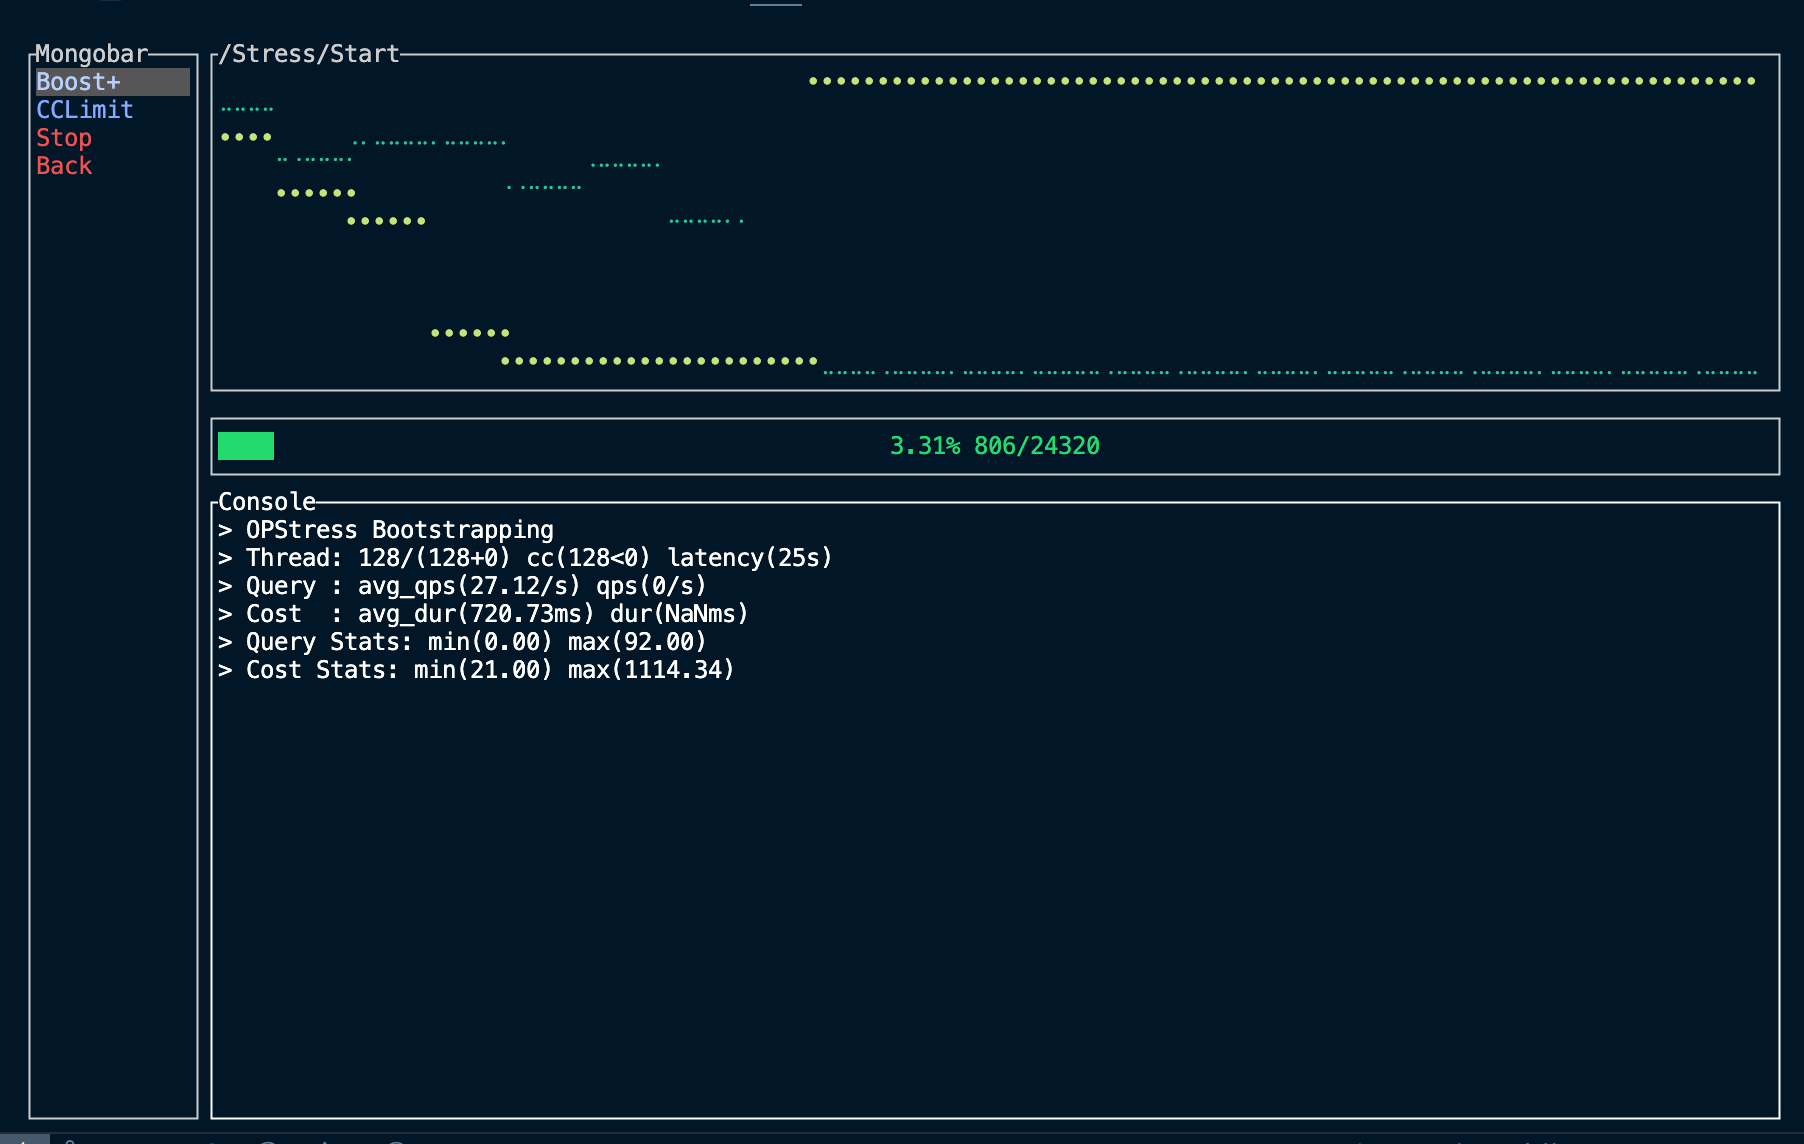 Mongobar
Boost+
CCLimit
Stop
Back
/Stress/Start
3.31% 806/24320
Console
> OPStress Bootstrapping
> Thread: 128/(128+0) cc(128<0) latency(25s)
> Query : avg_qps(27.12/s) qps(0/s)
> Cost  : avg_dur(720.73ms) dur(NaNms)
> Query Stats: min(0.00) max(92.00)
> Cost Stats: min(21.00) max(1114.34)